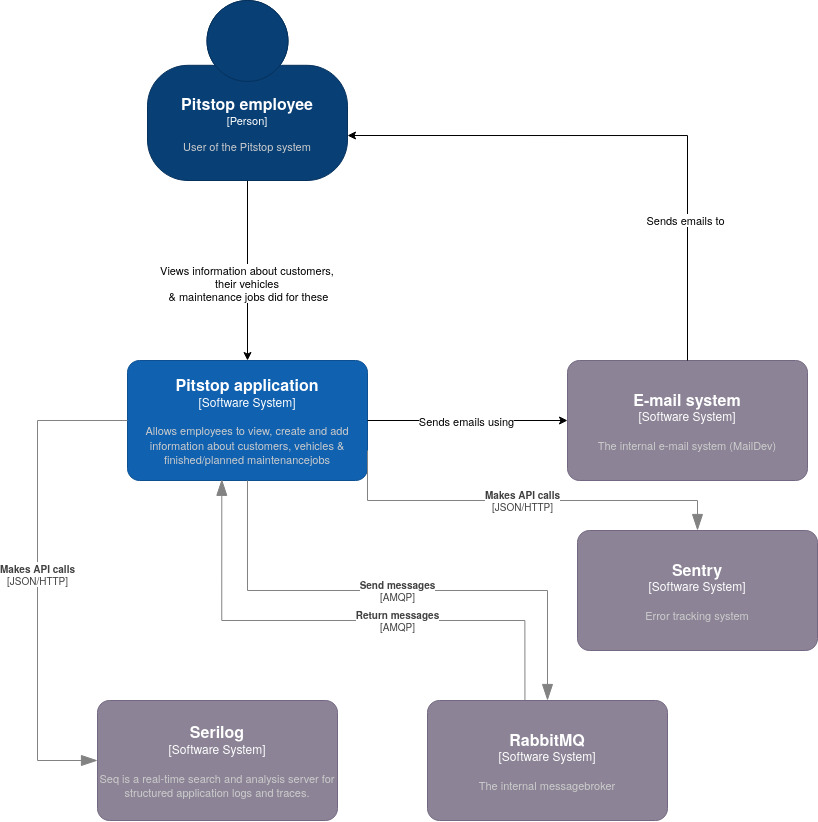 Pitstop employee
[Person]
User of the Pitstop system
Sends emails to
Views information about customers,
their vehicles
& maintenance jobs did for these
Pitstop application
[Software System]
Allows employees to view, create and add
information about customers, vehicles &
finished/planned maintenancejobs
Sends emails using
E-mail system
[Software System]
The internal e-mail system (MailDev)
Makes API calls
[JSON/HTTP]
Sentry
[Software System]
Error tracking system
Makes API calls
[JSON/HTTP]
Send messages
[AMQP]
Return messages
[AMQP]
Serilog
[Software System]
Seq is a real-time search and analysis server for
structured application logs and traces.
RabbitMQ
[Software System]
The internal messagebroker